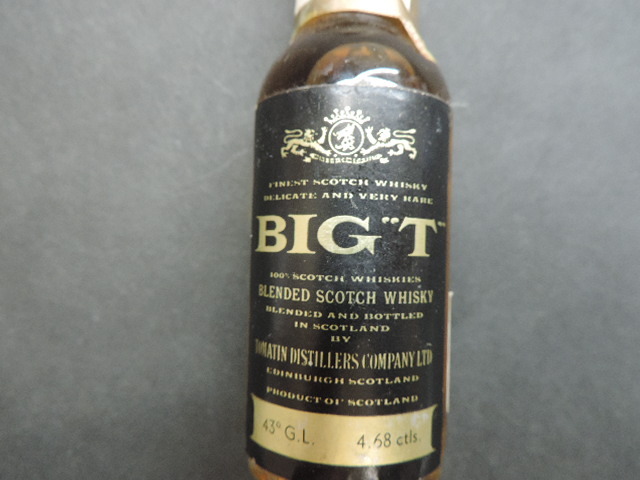 FINEST SCOTCH WHISKY
DELICATE AND VERY RARE
BIG "T"
100% SCOTCH WHISKIES
BLENDED SCOTCH WHISKY
BLENDED AND BOTTLED
IN SCOTLAND
BY
TOMATIN DISTILLERS COMPANY LTD
EDINBURGH SCOTLAND
PRODUCT OF SCOTLAND
43° G.L. 4.68 ctls.